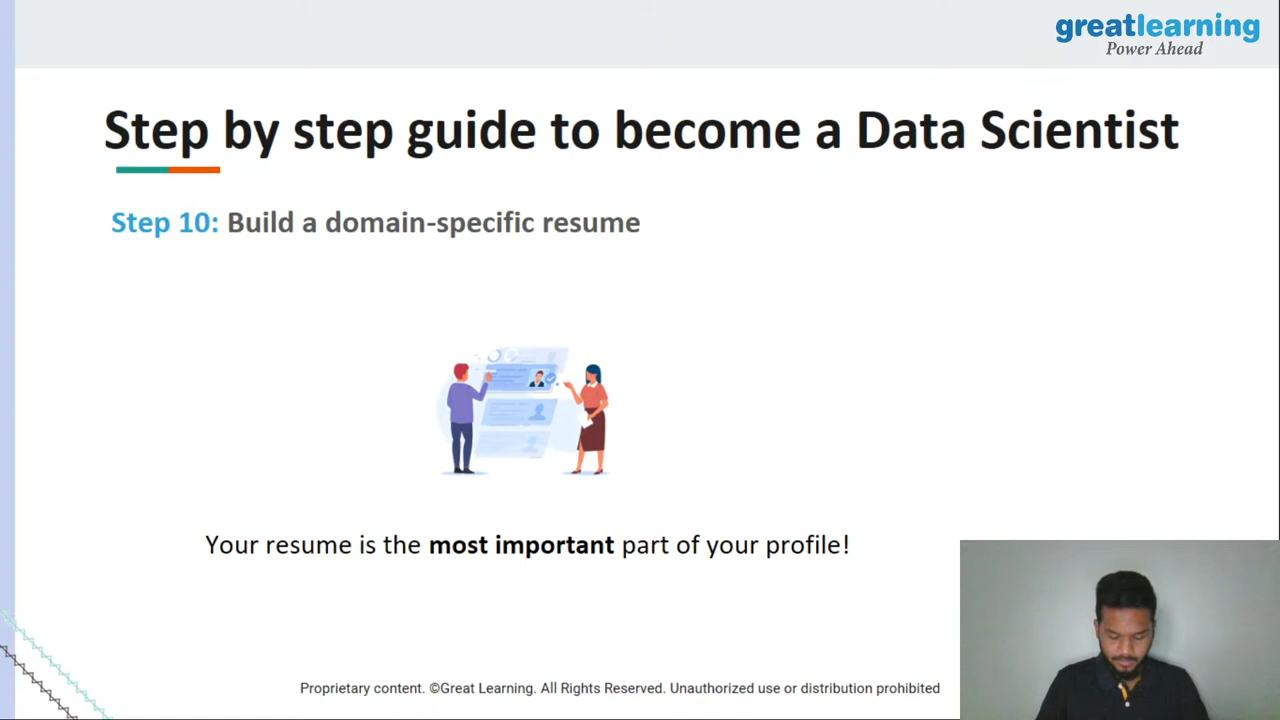 greatlearning
Power Ahead
Step by step guide to become a Data Scientist
Step 10: Build a domain-specific resume
Your resume is the most important part of your profile!
Proprietary content. ©Great Learning. All Rights Reserved. Unauthorized use or distribution prohibited